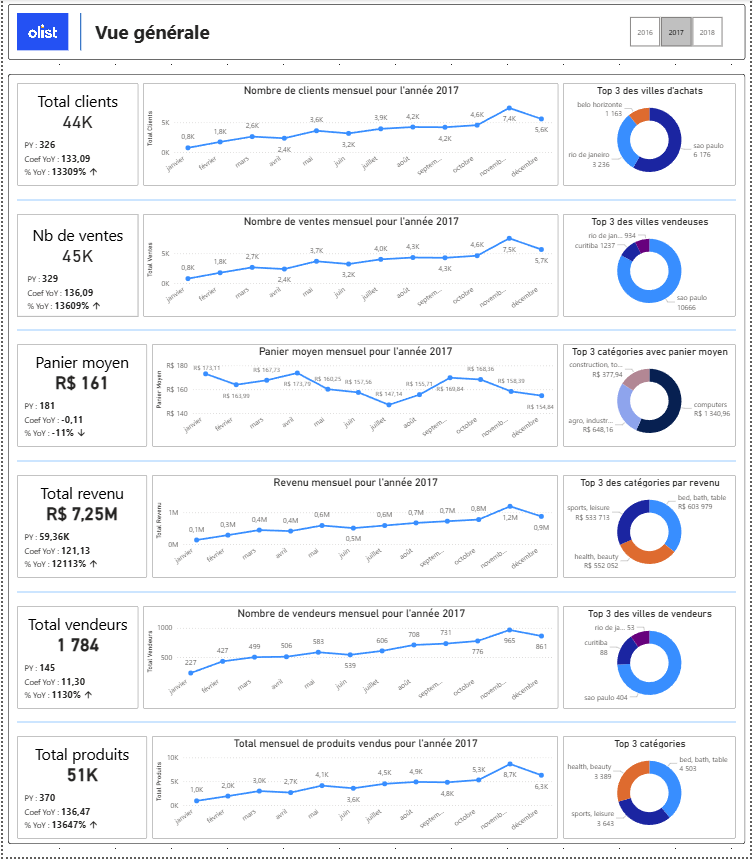 olist
Vue générale
2016
2017
2018
Total clients
44K
PY : 326
Coef YoY : 133,09
% YoY : 13309% ↑
Nombre de clients mensuel pour l'année 2017
Total Clients
5K
0K
0,8K
1,8K
2,6K
2,4K
3,6K
3,2K
3,9K
4,2K
4,2K
4,6K
7,4K
5,6K
janvier
février
mars
avril
mai
juin
juillet
août
septem...
octobre
novemb...
décembre
Top 3 des villes d'achats
belo horizonte
1 163
rio de janeiro
3 236
sao paulo
6 176
Nb de ventes
45K
PY : 329
Coef YoY : 136,09
% YoY : 13609% ↑
Nombre de ventes mensuel pour l'année 2017
Total Ventes
5K
0K
0,8K
1,8K
2,7K
2,4K
3,7K
3,2K
4,0K
4,3K
4,3K
4,6K
7,5K
5,7K
janvier
février
mars
avril
mai
juin
juillet
août
septem...
octobre
novemb...
décembre
Top 3 des villes vendeuses
rio de jan... 934
curitiba 1237
sao paulo
10666
Panier moyen
R$ 161
PY : 181
Coef YoY : -0,11
% YoY : -11% ↓
Panier moyen mensuel pour l'année 2017
Panier Moyen
R$ 180
R$ 160
R$ 140
R$ 173,11
R$ 163,99
R$ 167,73
R$ 173,79
R$ 160,25
R$ 157,56
R$ 147,14
R$ 155,71
R$ 169,84
R$ 168,36
R$ 158,39
R$ 154,84
janvier
février
mars
avril
mai
juin
juillet
août
septem...
octobre
novemb...
décembre
Top 3 catégories avec panier moyen
construction, to...
R$ 377,94
agro, industr...
R$ 648,16
computers
R$ 1 340,96
Total revenu
R$ 7,25M
PY : 59,36K
Coef YoY : 121,13
% YoY : 12113% ↑
Revenu mensuel pour l'année 2017
Total Revenu
1M
0M
0,1M
0,3M
0,4M
0,4M
0,6M
0,5M
0,6M
0,7M
0,7M
0,8M
1,2M
0,9M
janvier
février
mars
avril
mai
juin
juillet
août
septem...
octobre
novemb...
décembre
Top 3 des catégories par revenu
sports, leisure
R$ 533 713
bed, bath, table
R$ 603 979
health, beauty
R$ 552 052
Total vendeurs
1 784
PY : 145
Coef YoY : 11,30
% YoY : 1130% ↑
Nombre de vendeurs mensuel pour l'année 2017
Total Vendeurs
1000
500
227
427
499
506
583
539
606
708
731
776
965
861
janvier
février
mars
avril
mai
juin
juillet
août
septem...
octobre
novemb...
décembre
Top 3 des villes de vendeurs
rio de ja... 53
curitiba
88
sao paulo 404
Total produits
51K
PY : 370
Coef YoY : 136,47
% YoY : 13647% ↑
Total mensuel de produits vendus pour l'année 2017
Total Produits
10K
5K
0K
1,0K
2,0K
3,0K
2,7K
4,1K
3,6K
4,5K
4,9K
4,8K
5,3K
8,7K
6,3K
janvier
février
mars
avril
mai
juin
juillet
août
septem...
octobre
novemb...
décembre
Top 3 catégories
health, beauty
3 389
bed, bath, table
4 503
sports, leisure
3 643